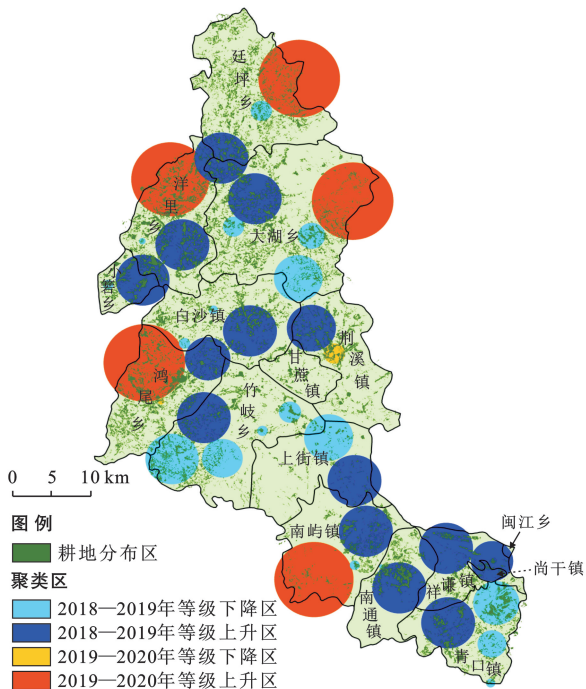 廷坪乡
洋里乡
大湖乡
小箬乡
白沙镇
荆溪镇
甘蔗镇
鸿尾乡
竹岐乡
上街镇
0 5 10 km
南屿镇
闽江乡
尚干镇
祥谦镇
南通镇
青口镇
图例
耕地分布区
聚类区
2018—2019年等级下降区
2018—2019年等级上升区
2019—2020年等级下降区
2019—2020年等级上升区